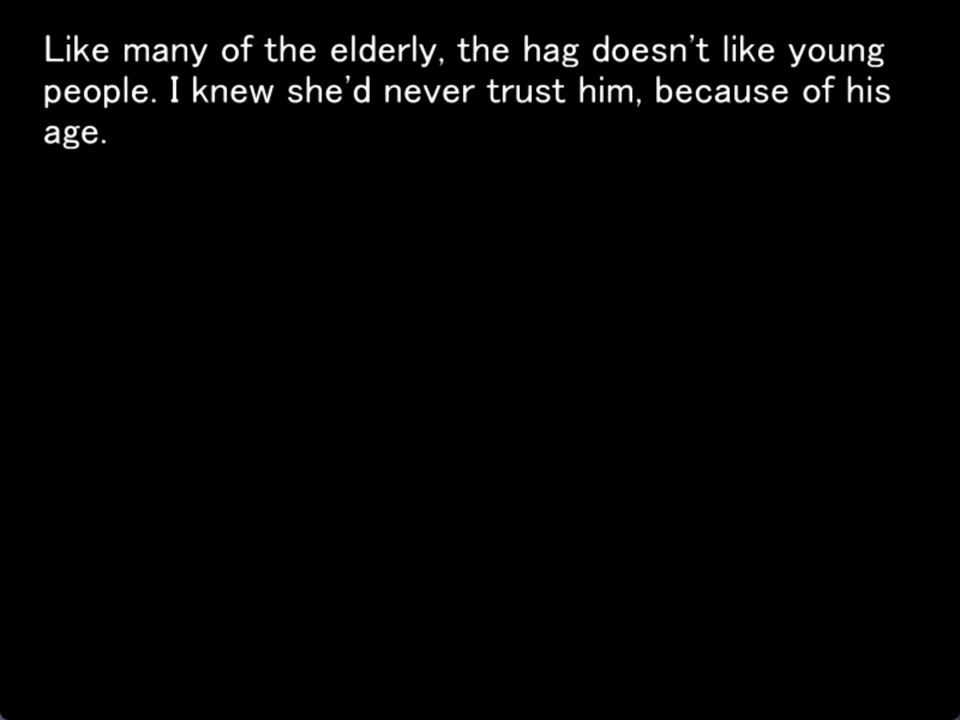 Like many of the elderly, the hag doesn't like young
people. I knew she'd never trust him, because of his
age.